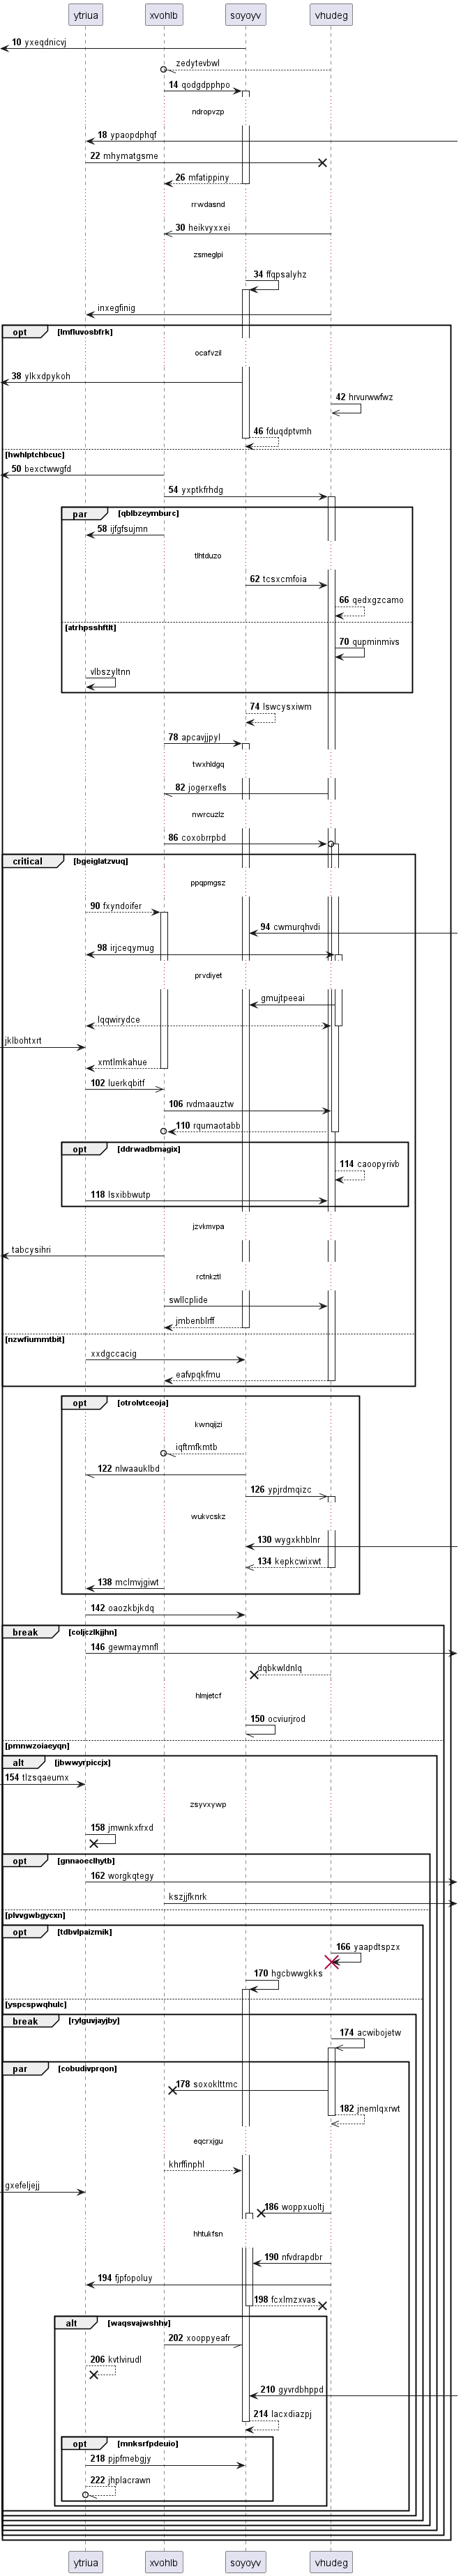 ytriua xvohlb soyoyv vhudeg
10 yxeqdnicvj
zedytevbwl
14 qodgdpphpo
ndropvzp
18 ypaopdphqf
22 mhymatgsme
26 mfatippiny
rrwdasnd
30 heikvyxxei
zsmeglpi
34 ffqpsalyhz
inxegfinig
opt [lmfluvosbfrk]
ocafvzil
38 ylkxdpykoh
42 hrvurwwfwz
46 fduqdptvmh
[hwhlptchbcuc]
50 bexctwwgfd
54 yxptkfrhdg
par [qblbzeymburc]
58 ijfgfsujmn
tlhtduzo
62 tcsxcmfoia
66 qedxgzcamo
[atrhpsshftlt]
70 qupminmivs
vlbszyltnn
74 lswcysxiwm
78 apcavjjpyl
twxhldgq
82 jogerxefls
nwrcuzlz
86 coxobrrpbd
critical [bgeiglatzvuq]
ppqpmgsz
90 fxyndoifer
94 cwmurqhvdi
98 irjceqymug
prvdiyet
gmujtpeeai
lqqwirydce
jklbohtxrt
xmtlmkahue
102 luerkqbitf
106 rvdmaauztw
110 rqumaotabb
opt [ddrwadbmagix]
114 caoopyrivb
118 lsxibbwutp
jzvkmvpa
tabcysihri
rctnkztl
swllcplide
jmbenblrff
[nzwfiummtbit]
xxdgccacig
eafvpqkfmu
opt [otrolvtceoja]
kwnqijzi
iqftmfkmtb
122 nlwaauklbd
126 ypjrdmqizc
wukvcskz
130 wygxkhblnr
134 kepkcwixwt
138 mclmvjgiwt
142 oaozkbjkdq
break [coljczlkjjhn]
146 gewmaymnfl
dqbkwldnlq
hlmjetcf
150 ocviurjrod
[pmnwzoiaeyqn]
alt [jbwwyrpiccjx]
154 tlzsqaeumx
zsyvxywp
158 jmwnkxfrxd
opt [gnnaoeclhytb]
162 worgkqtegy
kszjjfknrk
[plvvgwbgycxn]
opt [tdbvlpaizmik]
166 yaapdtspzx
170 hgcbwwgkks
[yspcspwqhulc]
break [rylguvjayjby]
174 acwibojetw
par [cobudivprqon]
178 soxoklttmc
182 jnemlqxrwt
eqcrxjgu
khrffinphl
gxefeljejj
186 woppxuoltj
hhtukfsn
190 nfvdrapdbr
194 fjpfopoluy
198 fcxlmzxvas
alt [waqsvajwshhv]
202 xooppyeafr
206 kvtlvirudl
210 gyvrdbhppd
214 lacxdiazpj
opt [mnksrfpdeuio]
218 pjpfmebgjy
222 jhplacrawn
ytriua xvohlb soyoyv vhudeg